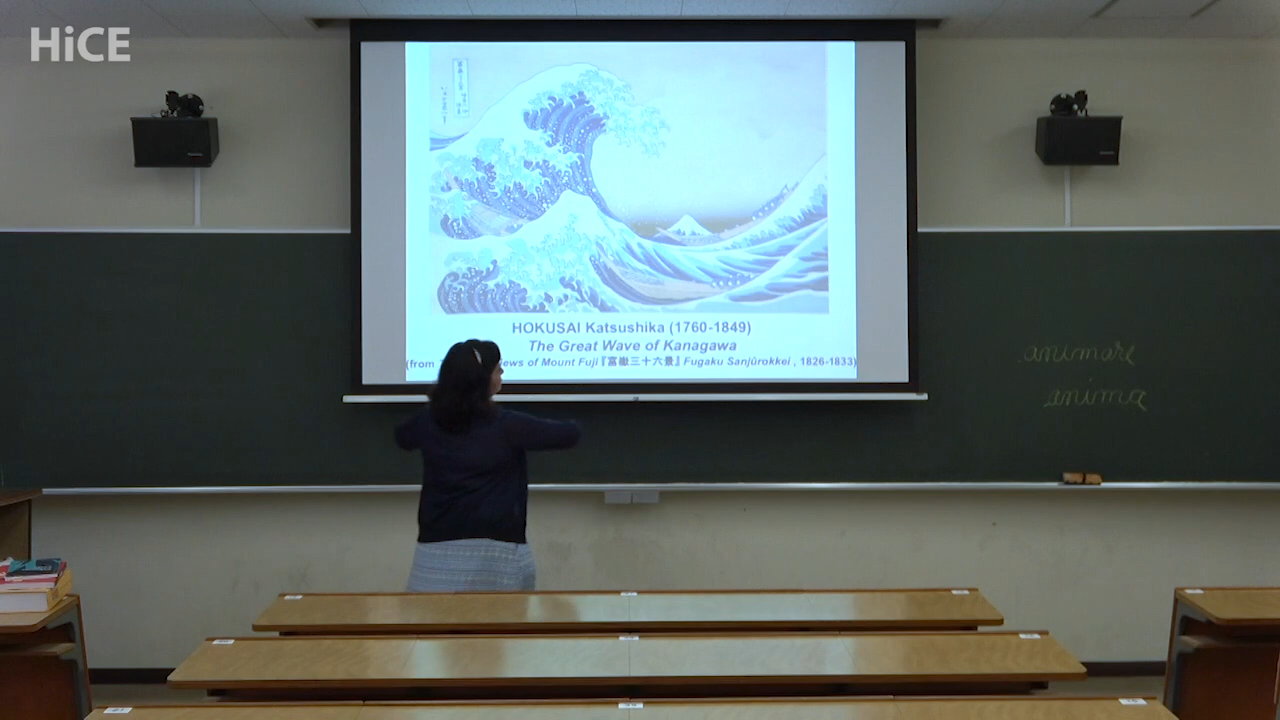 HiCE
HOKUSAI Katsushika (1760-1849)
The Great Wave of Kanagawa
(from ews of Mount Fuji『富嶽三十六景』Fugaku Sanjûrokkei , 1826-1833)
animare
anima